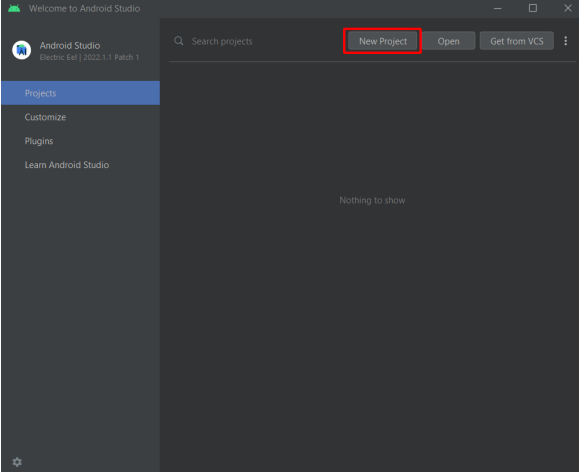 Welcome to Android Studio
Android Studio
Electric Eel | 2022.1.1 Patch 1
Search projects
New Project
Open
Get from VCS
Projects
Customize
Plugins
Learn Android Studio
Nothing to show